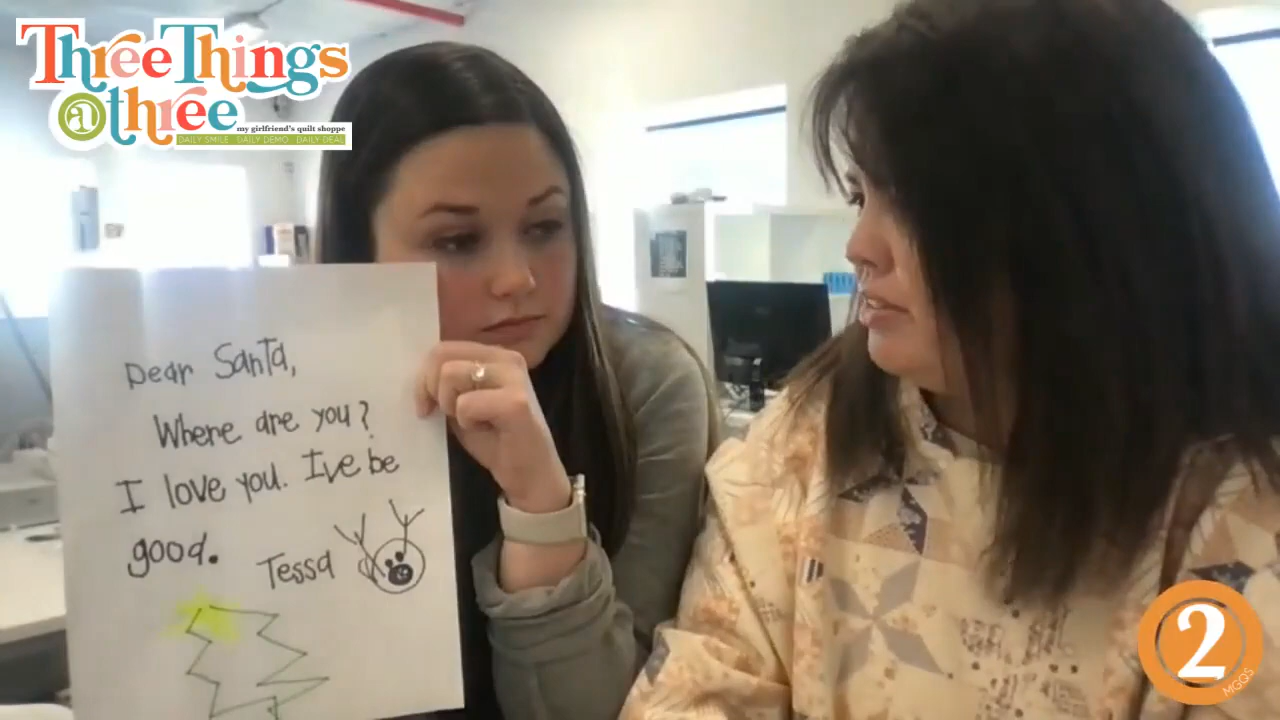 Three Things
@ three
my girlfriend's quilt shoppe
DAILY SMILE DAILY DEMO DAILY DEAL
Dear Santa,
Where are you?
I love you. Ive be
good.
Tessa
2
MGQS